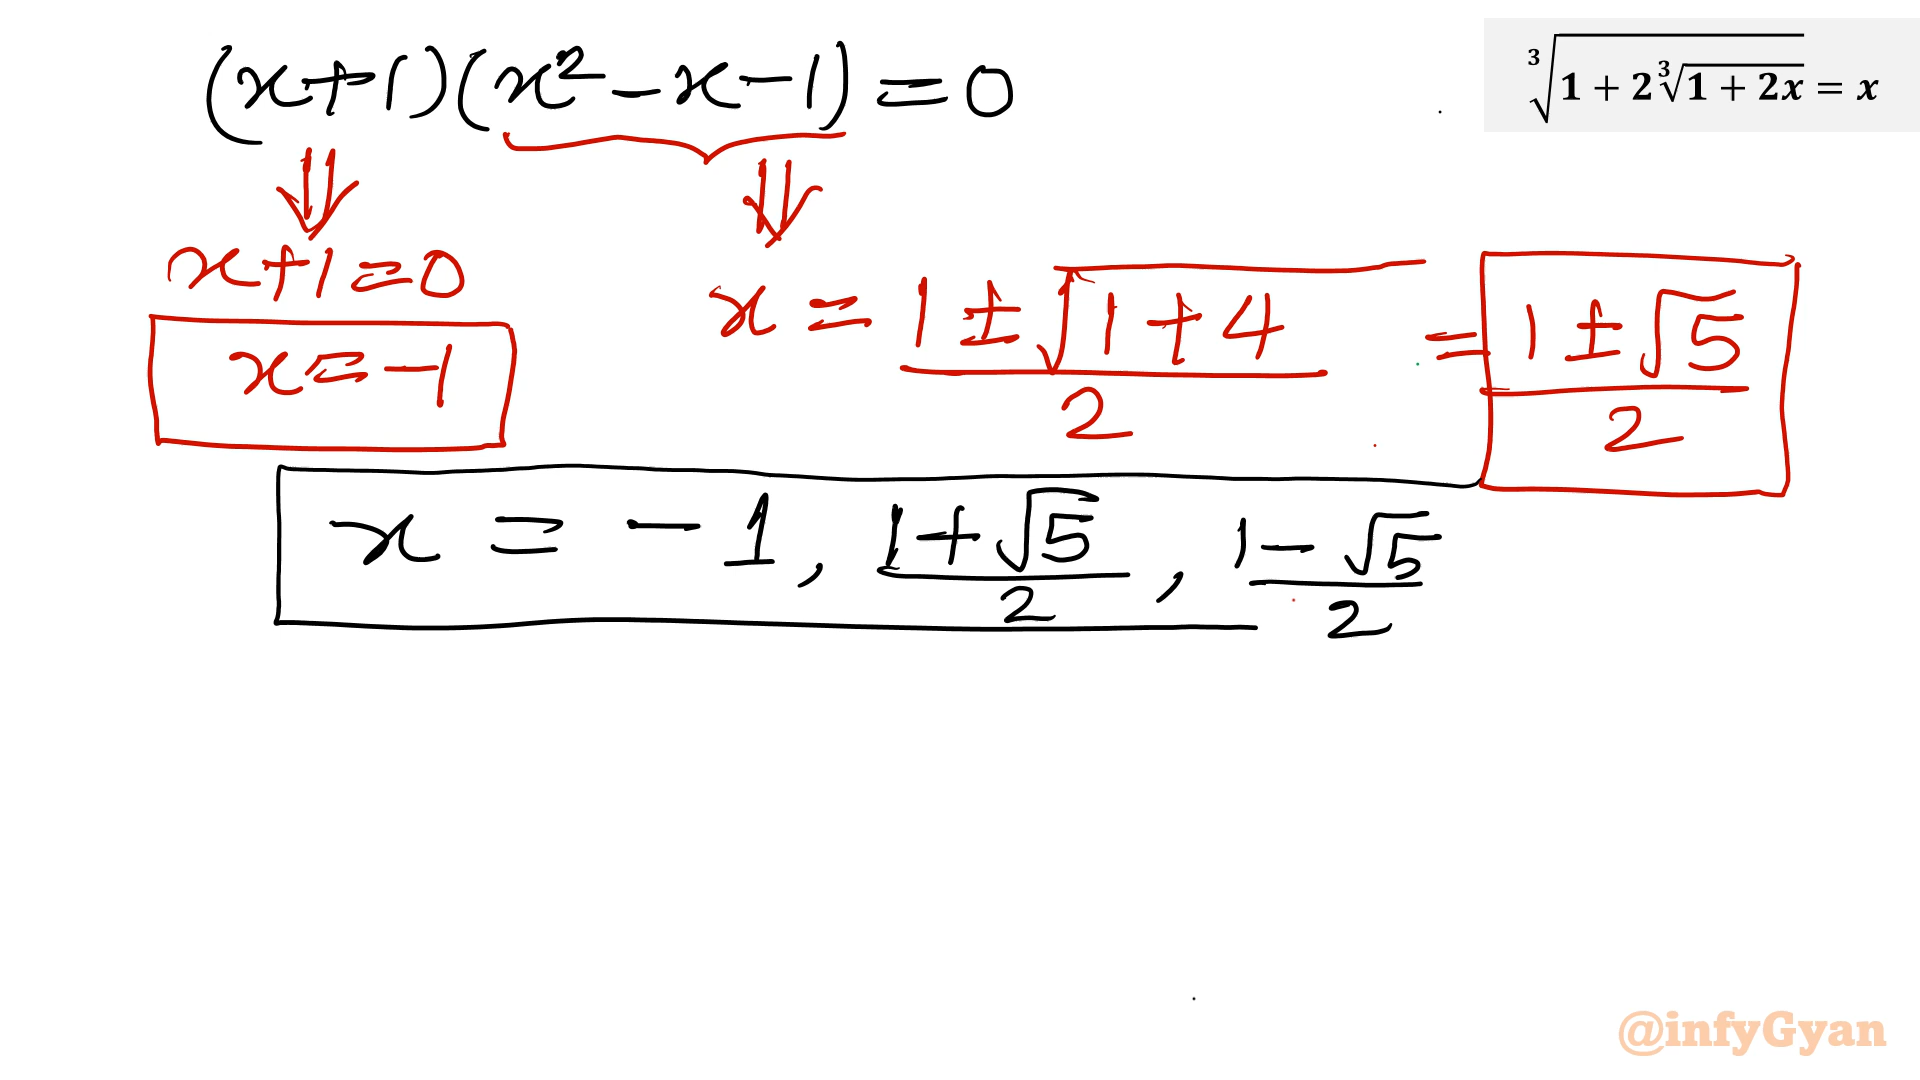 (x+1)(x²-x-1)=0
∛(1 + 2∛(1 + 2x)) = x
x+1=0
x=-1
x = (1±√(1+4))/2 = (1±√5)/2
x = -1, (1+√5)/2, (1-√5)/2
@infyGyan